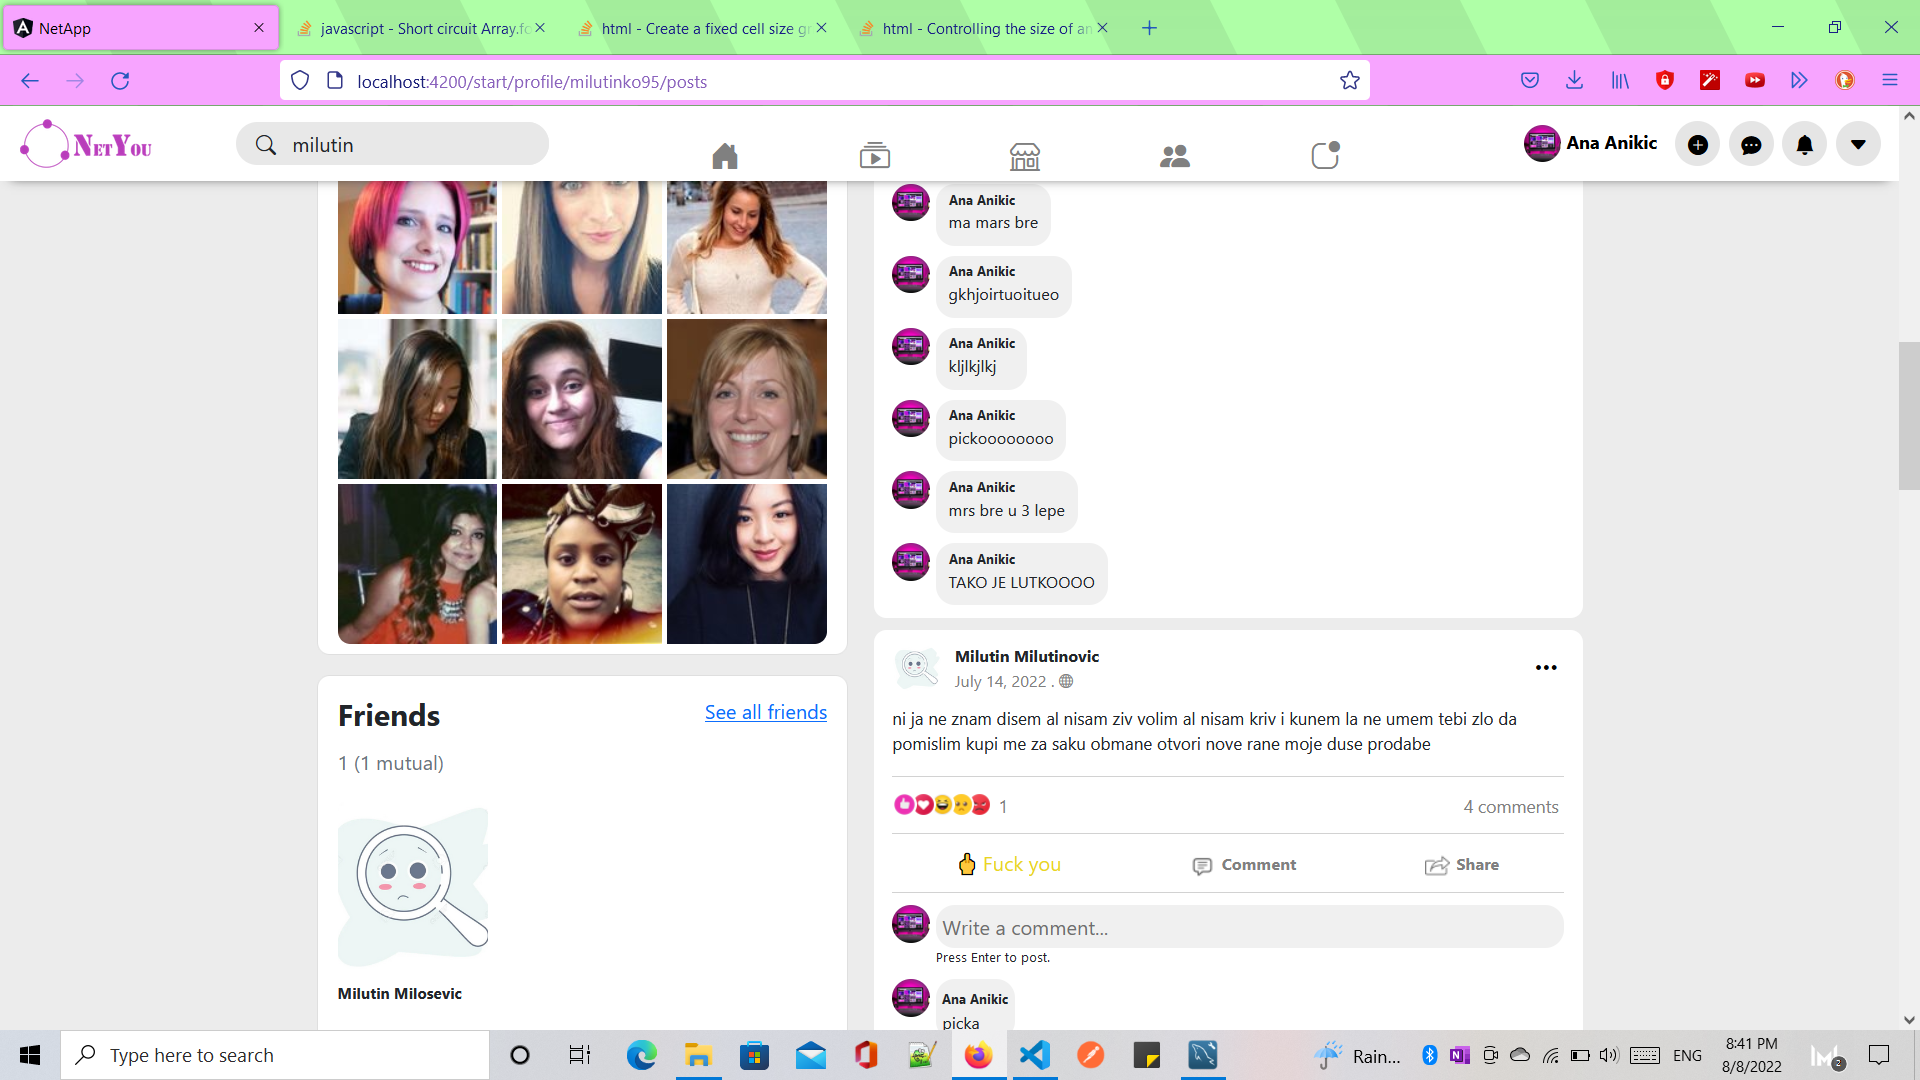 NetApp
javascript - Short circuit Array.fo
html - Create a fixed cell size gr
html - Controlling the size of an
localhost:4200/start/profile/milutinko95/posts
NETYOU
milutin
Ana Anikic
Ana Anikic
ma mars bre
Ana Anikic
gkhjoirtuoitueo
Ana Anikic
kljlkjlkj
Ana Anikic
pickoooooooo
Ana Anikic
mrs bre u 3 lepe
Ana Anikic
TAKO JE LUTKOOOO
Friends
See all friends
1 (1 mutual)
Milutin Milosevic
Milutin Milutinovic
July 14, 2022 .
ni ja ne znam disem al nisam ziv volim al nisam kriv i kunem la ne umem tebi zlo da
pomislim kupi me za saku obmane otvori nove rane moje duse prodabe
1
4 comments
Fuck you
Comment
Share
Write a comment...
Press Enter to post.
Ana Anikic
picka
Type here to search
Rain...
ENG
8:41 PM
8/8/2022
2